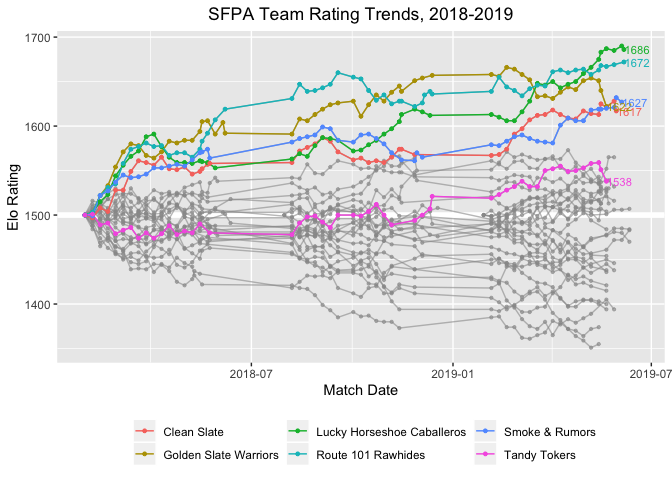 SFPA Team Rating Trends, 2018-2019
Elo Rating
1700
1600
1500
1400
1686
1672
1627
1617
1538
2018-07
2019-01
2019-07
Match Date
Clean Slate
Lucky Horseshoe Caballeros
Smoke & Rumors
Golden Slate Warriors
Route 101 Rawhides
Tandy Tokers